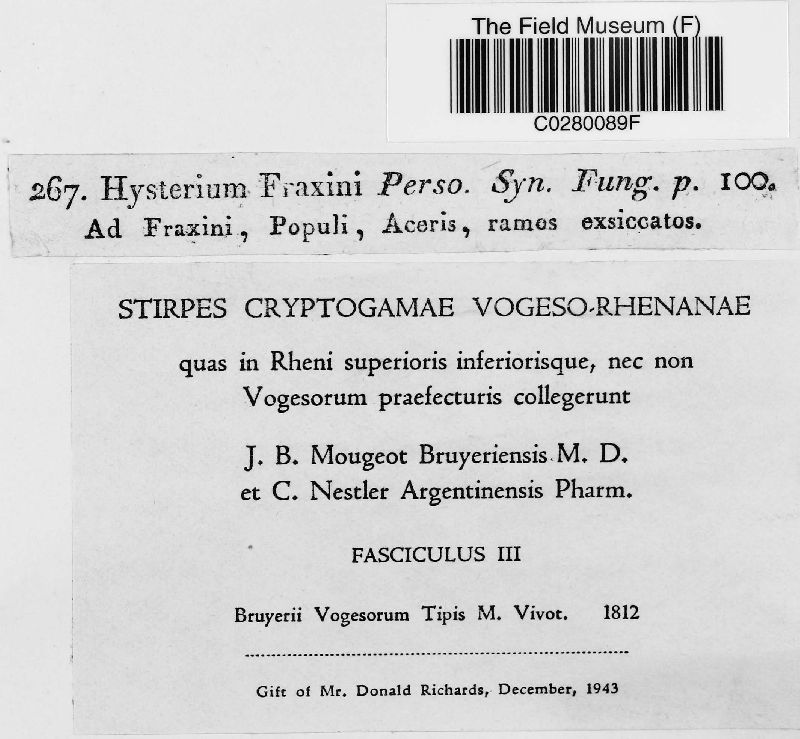 The Field Museum (F)
C0280089F
267. Hysterium Fraxini Perso. Syn. Fung. p. 100.
Ad Fraxini, Populi, Aceris, ramos exsiccatos.
STIRPES CRYPTOGAMAE VOGESO-RHENANAE
quas in Rheni superioris inferiorisque, nec non
Vogesorum praefecturis collegerunt
J. B. Mougeot Bruyeriensis M. D.
et C. Nestler Argentinensis Pharm.
FASCICULUS III
Bruyerii Vogesorum Tipis M. Vivot. 1812
Gift of Mr. Donald Richards, December, 1943